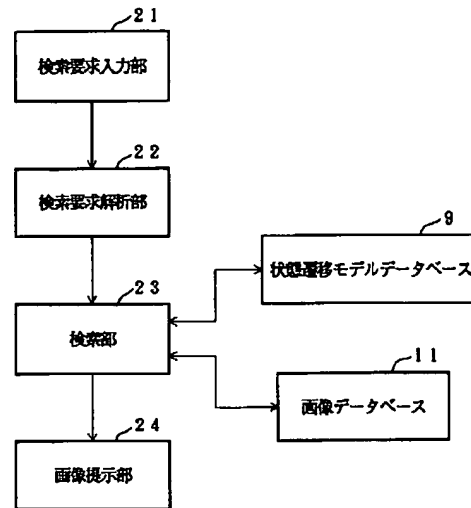 21
検索要求入力部
22
検索要求解析部
9
状態遷移モデルデータベース
23
検索部
11
画像データベース
24
画像提示部